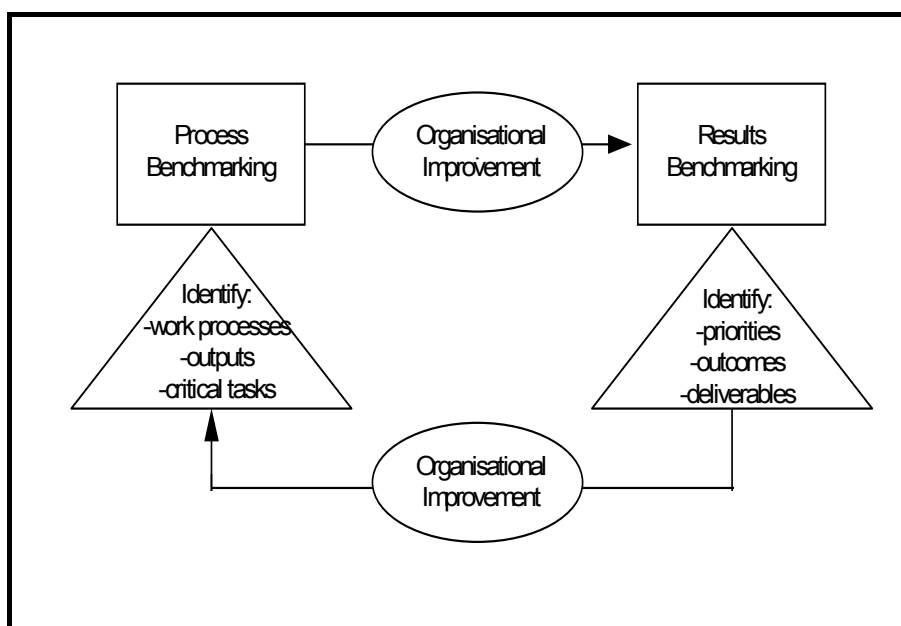 Process
Benchmarking
Organisational
Improvement
Results
Benchmarking
Identify:
-work processes
-outputs
-critical tasks
Identify:
-priorities
-outcomes
-deliverables
Organisational
Improvement